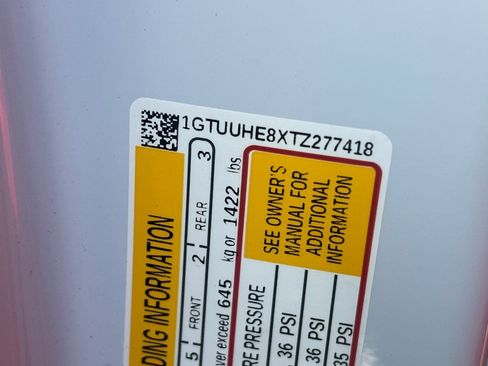 1GTUUHE8XTZ277418
DING INFORMATION
5 FRONT 2 REAR 3
ver exceed 645 kg or 1422 lbs
RE PRESSURE
SEE OWNER'S
MANUAL FOR
ADDITIONAL
INFORMATION
36 PSI
36 PSI
35 PSI